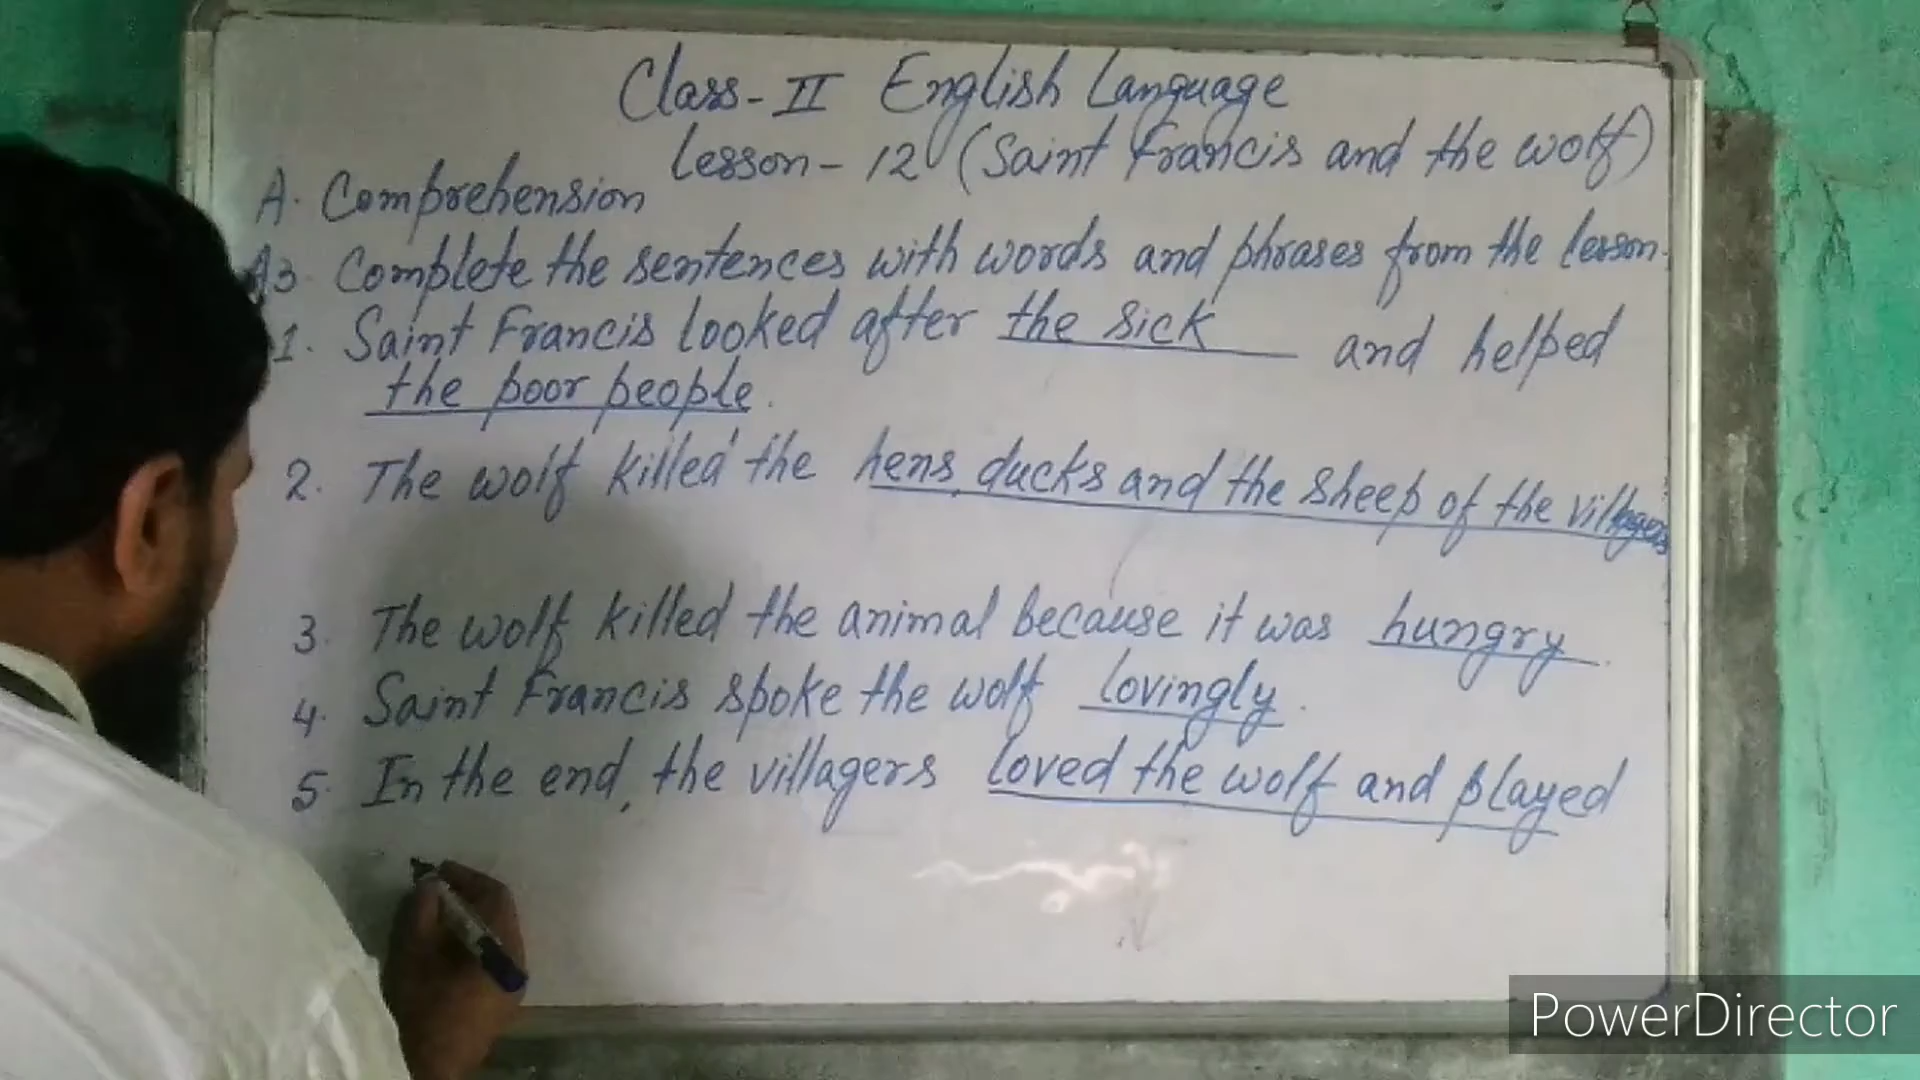 Class-II English Language
Lesson-12 (Saint Francis and the wolf)
A. Comprehension
A3. Complete the sentences with words and phrases from the lesson.
1. Saint Francis looked after the sick and helped
the poor people.
2. The wolf killed the hens, ducks and the sheep of the villagers
3. The wolf killed the animal because it was hungry.
4. Saint Francis spoke the wolf lovingly.
5. In the end, the villagers loved the wolf and played
PowerDirector